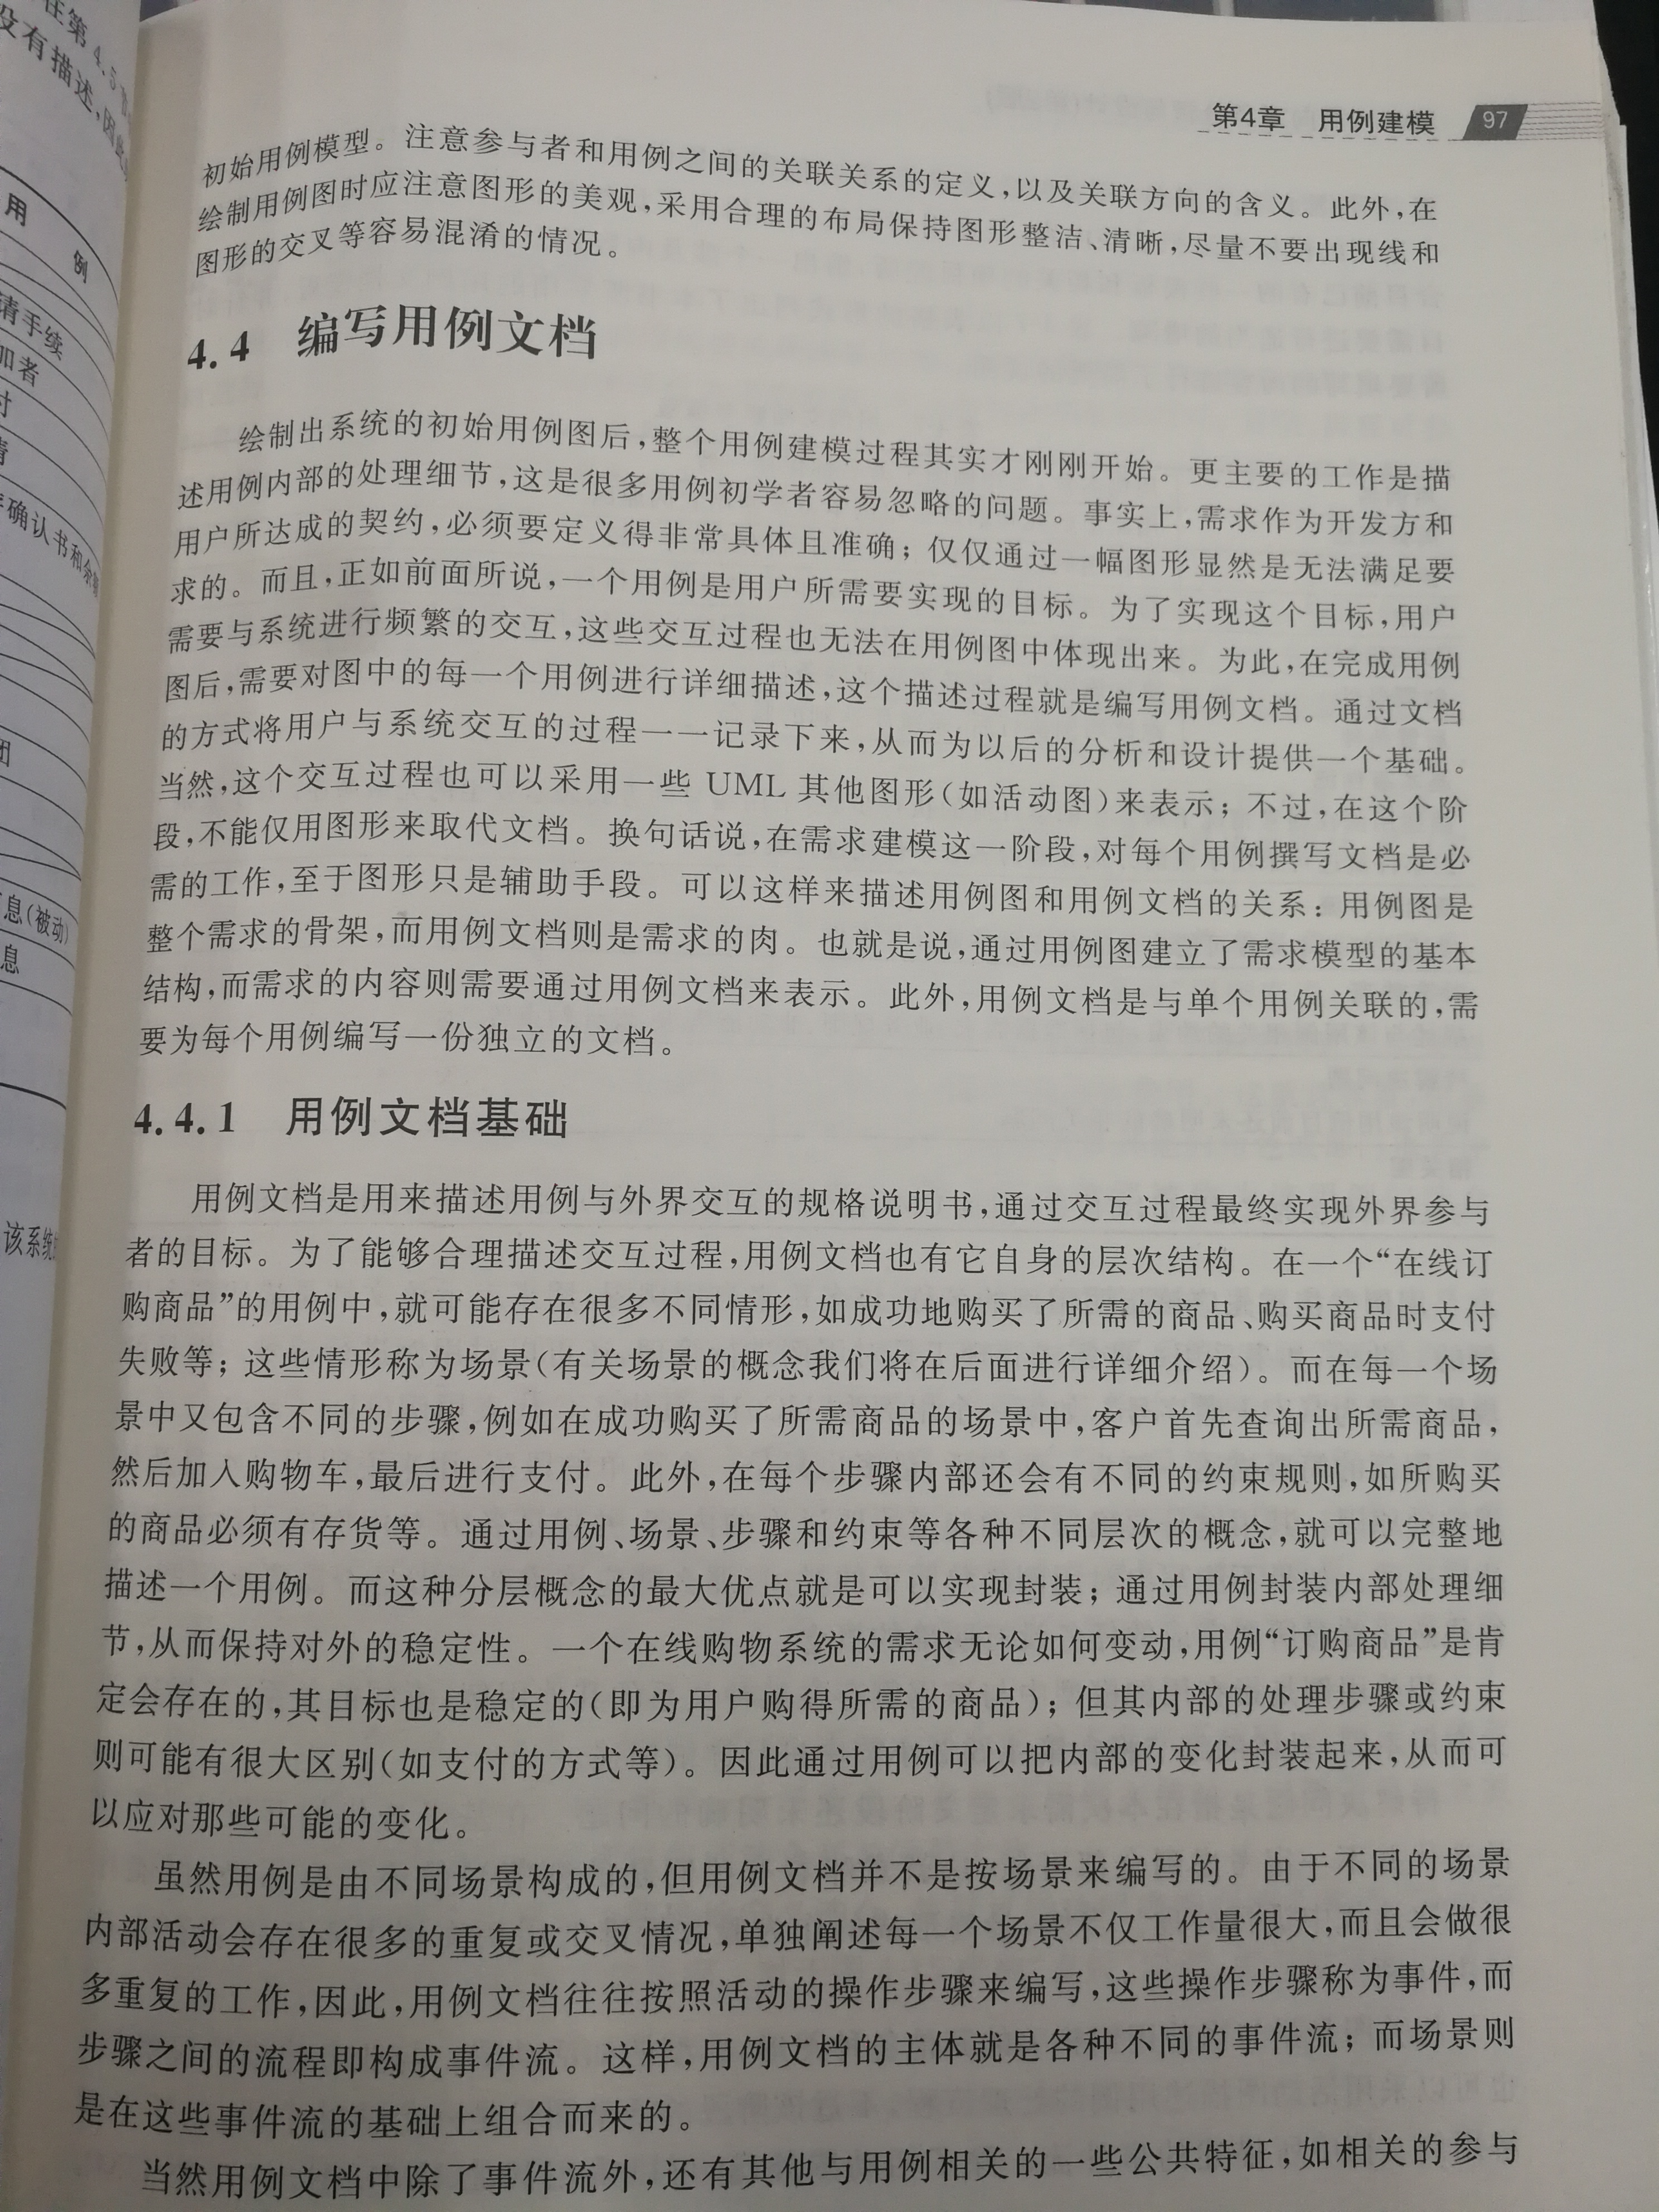 在第4.5节
没有描述,因此
用 例
请手续
加者
付
请
确认书和余
团
息(被动)
息
该系统
第4章 用例建模 97
初始用例模型。注意参与者和用例之间的关联关系的定义,以及关联方向的含义。此外,在
绘制用例图时应注意图形的美观,采用合理的布局保持图形整洁、清晰,尽量不要出现线和
图形的交叉等容易混淆的情况。
4.4 编写用例文档
绘制出系统的初始用例图后,整个用例建模过程其实才刚刚开始。更主要的工作是描
述用例内部的处理细节,这是很多用例初学者容易忽略的问题。事实上,需求作为开发方和
用户所达成的契约,必须要定义得非常具体且准确；仅仅通过一幅图形显然是无法满足要
求的。而且,正如前面所说,一个用例是用户所需要实现的目标。为了实现这个目标,用户
需要与系统进行频繁的交互,这些交互过程也无法在用例图中体现出来。为此,在完成用例
图后,需要对图中的每一个用例进行详细描述,这个描述过程就是编写用例文档。通过文档
的方式将用户与系统交互的过程一一记录下来,从而为以后的分析和设计提供一个基础。
当然,这个交互过程也可以采用一些 UML 其他图形(如活动图)来表示；不过,在这个阶
段,不能仅用图形来取代文档。换句话说,在需求建模这一阶段,对每个用例撰写文档是必
需的工作,至于图形只是辅助手段。可以这样来描述用例图和用例文档的关系：用例图是
整个需求的骨架,而用例文档则是需求的肉。也就是说,通过用例图建立了需求模型的基本
结构,而需求的内容则需要通过用例文档来表示。此外,用例文档是与单个用例关联的,需
要为每个用例编写一份独立的文档。
4.4.1 用例文档基础
用例文档是用来描述用例与外界交互的规格说明书,通过交互过程最终实现外界参与
者的目标。为了能够合理描述交互过程,用例文档也有它自身的层次结构。在一个“在线订
购商品”的用例中,就可能存在很多不同情形,如成功地购买了所需的商品、购买商品时支付
失败等；这些情形称为场景(有关场景的概念我们将在后面进行详细介绍)。而在每一个场
景中又包含不同的步骤,例如在成功购买了所需商品的场景中,客户首先查询出所需商品,
然后加入购物车,最后进行支付。此外,在每个步骤内部还会有不同的约束规则,如所购买
的商品必须有存货等。通过用例、场景、步骤和约束等各种不同层次的概念,就可以完整地
描述一个用例。而这种分层概念的最大优点就是可以实现封装；通过用例封装内部处理细
节,从而保持对外的稳定性。一个在线购物系统的需求无论如何变动,用例“订购商品”是肯
定会存在的,其目标也是稳定的(即为用户购得所需的商品)；但其内部的处理步骤或约束
则可能有很大区别(如支付的方式等)。因此通过用例可以把内部的变化封装起来,从而可
以应对那些可能的变化。
虽然用例是由不同场景构成的,但用例文档并不是按场景来编写的。由于不同的场景
内部活动会存在很多的重复或交叉情况,单独阐述每一个场景不仅工作量很大,而且会做很
多重复的工作,因此,用例文档往往按照活动的操作步骤来编写,这些操作步骤称为事件,而
步骤之间的流程即构成事件流。这样,用例文档的主体就是各种不同的事件流；而场景则
是在这些事件流的基础上组合而来的。
当然用例文档中除了事件流外,还有其他与用例相关的一些公共特征,如相关的参与